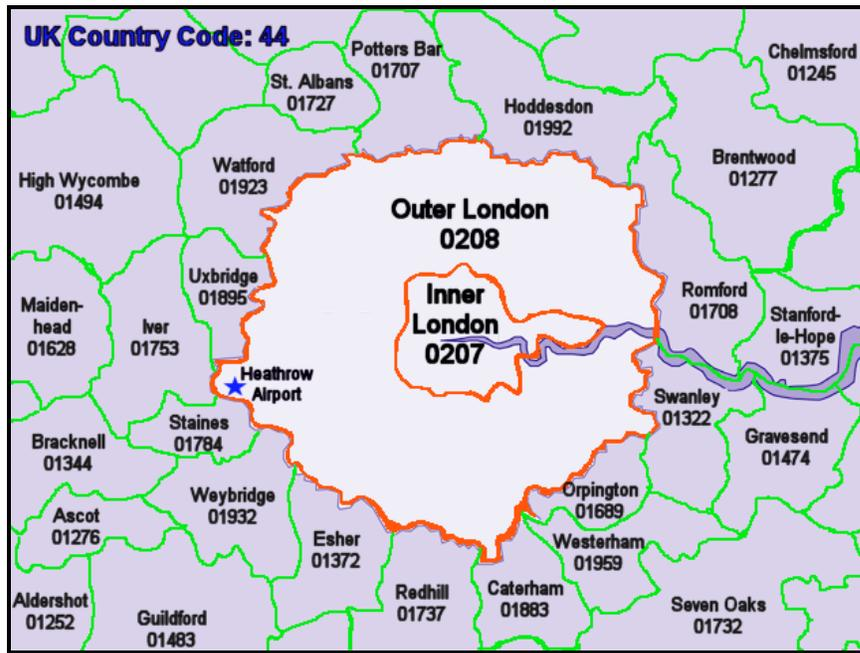 UK Country Code: 44
Potters Bar
01707
Chelmsford
01245
St. Albans
01727
Hoddesdon
01992
High Wycombe
01494
Watford
01923
Brentwood
01277
Outer London
0208
Uxbridge
01895
Inner
London
0207
Maiden-
head
01628
Iver
01753
Romford
01708
Stanford-
le-Hope
01375
Heathrow
Airport
Swanley
01322
Staines
01784
Bracknell
01344
Gravesend
01474
Weybridge
01932
Orpington
01689
Ascot
01276
Esher
01372
Westerham
01959
Redhill
01737
Caterham
01883
Aldershot
01252
Guildford
01483
Seven Oaks
01732